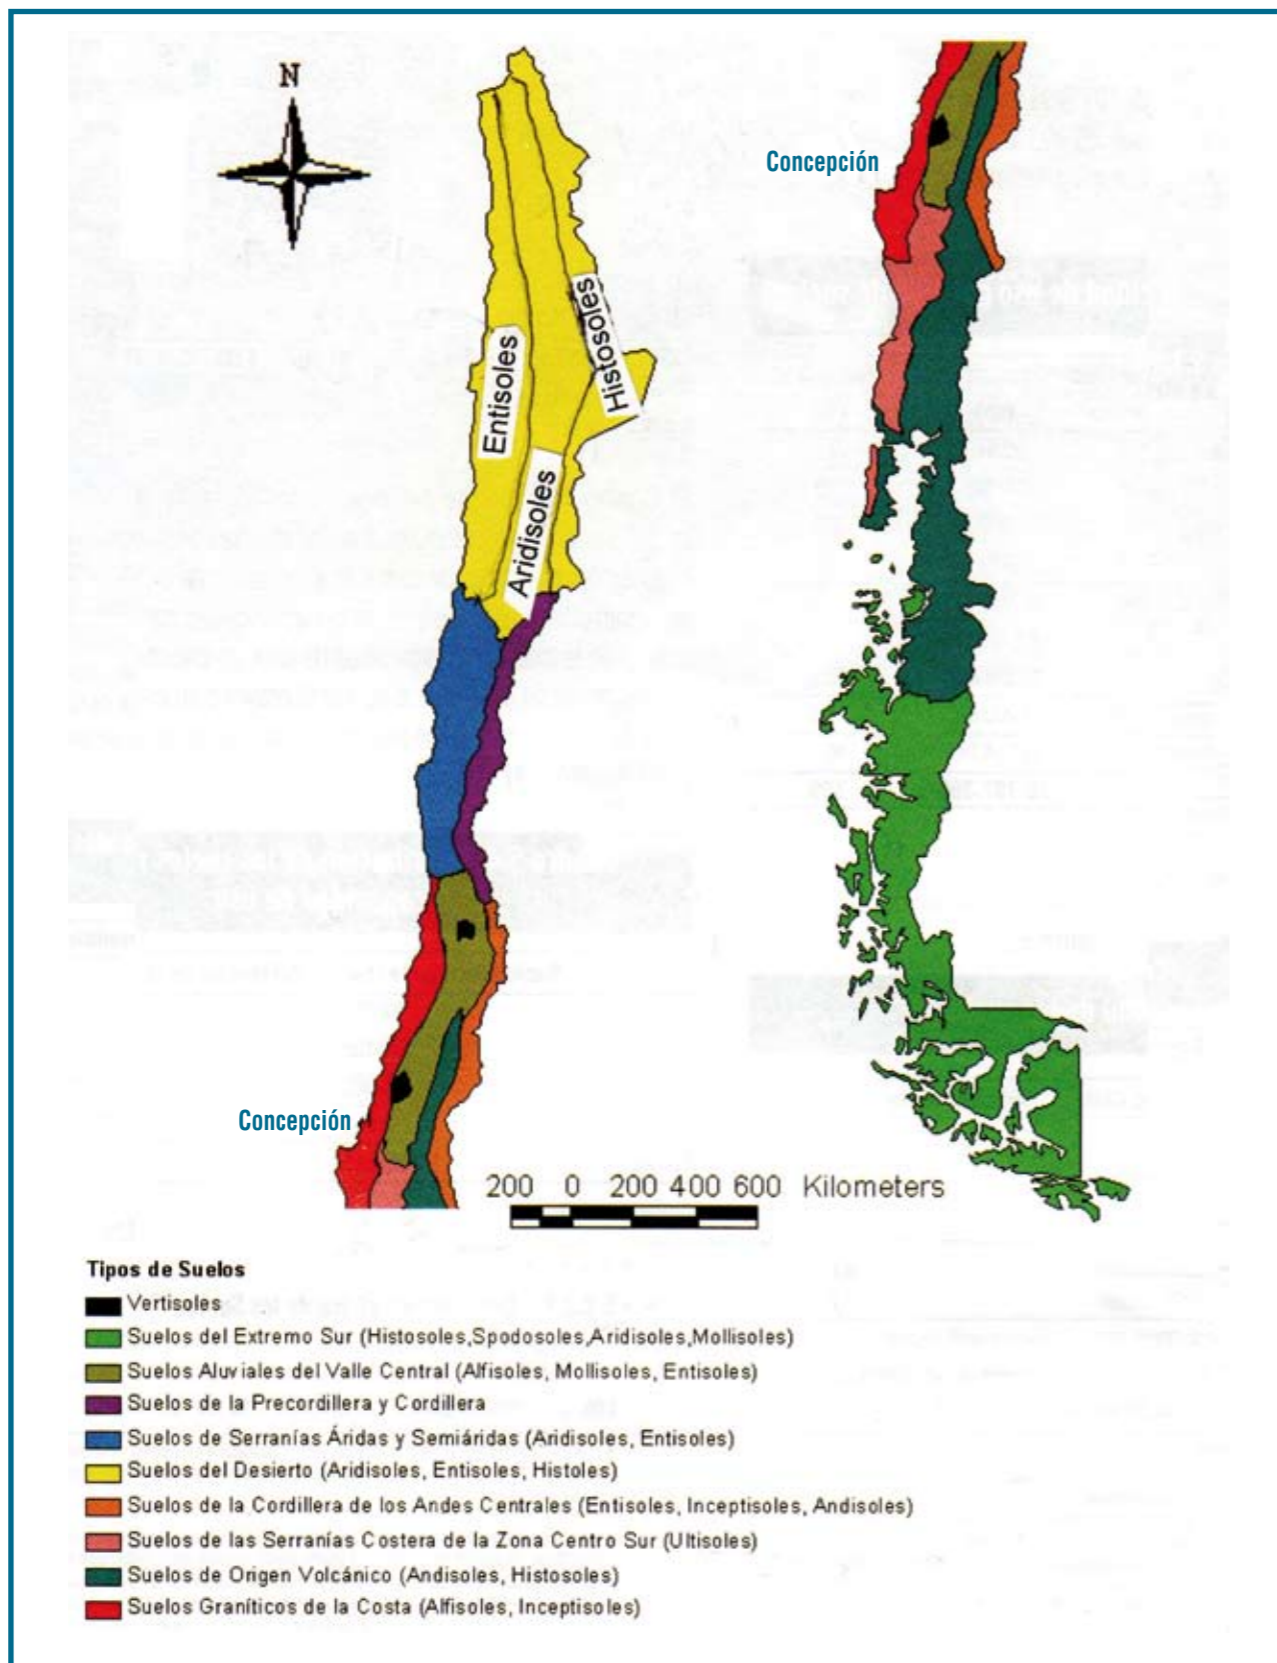 N
Concepción
Entisoles
Histosoles
Aridisoles
Concepción
200 0 200 400 600 Kilometers
Tipos de Suelos
Vertisoles
Suelos del Extremo Sur (Histosoles,Spodosoles,Aridisoles,Mollisoles)
Suelos Aluviales del Valle Central (Alfisoles, Mollisoles, Entisoles)
Suelos de la Precordillera y Cordillera
Suelos de Serranías Áridas y Semiáridas (Aridisoles, Entisoles)
Suelos del Desierto (Aridisoles, Entisoles, Histoles)
Suelos de la Cordillera de los Andes Centrales (Entisoles, Inceptisoles, Andisoles)
Suelos de las Serranías Costera de la Zona Centro Sur (Ultisoles)
Suelos de Origen Volcánico (Andisoles, Histosoles)
Suelos Graníticos de la Costa (Alfisoles, Inceptisoles)